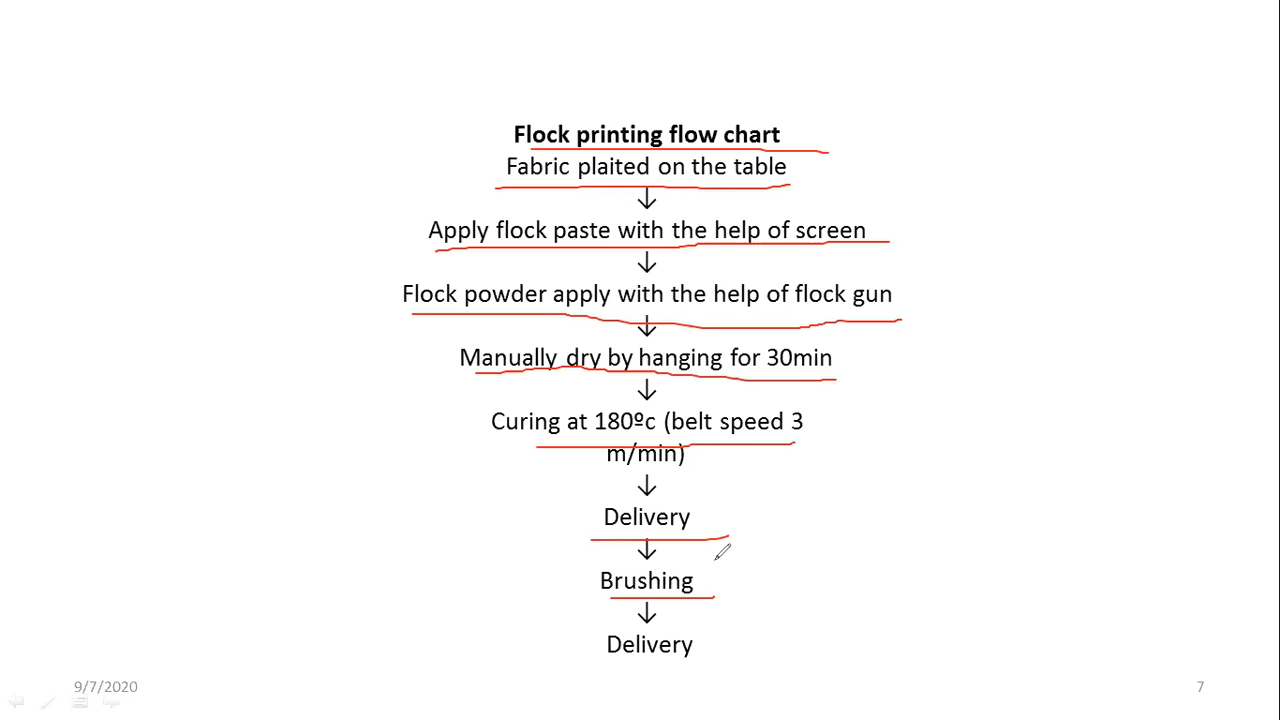 Flock printing flow chart
Fabric plaited on the table
↓
Apply flock paste with the help of screen
↓
Flock powder apply with the help of flock gun
↓
Manually dry by hanging for 30min
↓
Curing at 180ºc (belt speed 3
m/min)
↓
Delivery
↓
Brushing
↓
Delivery
9/7/2020
7